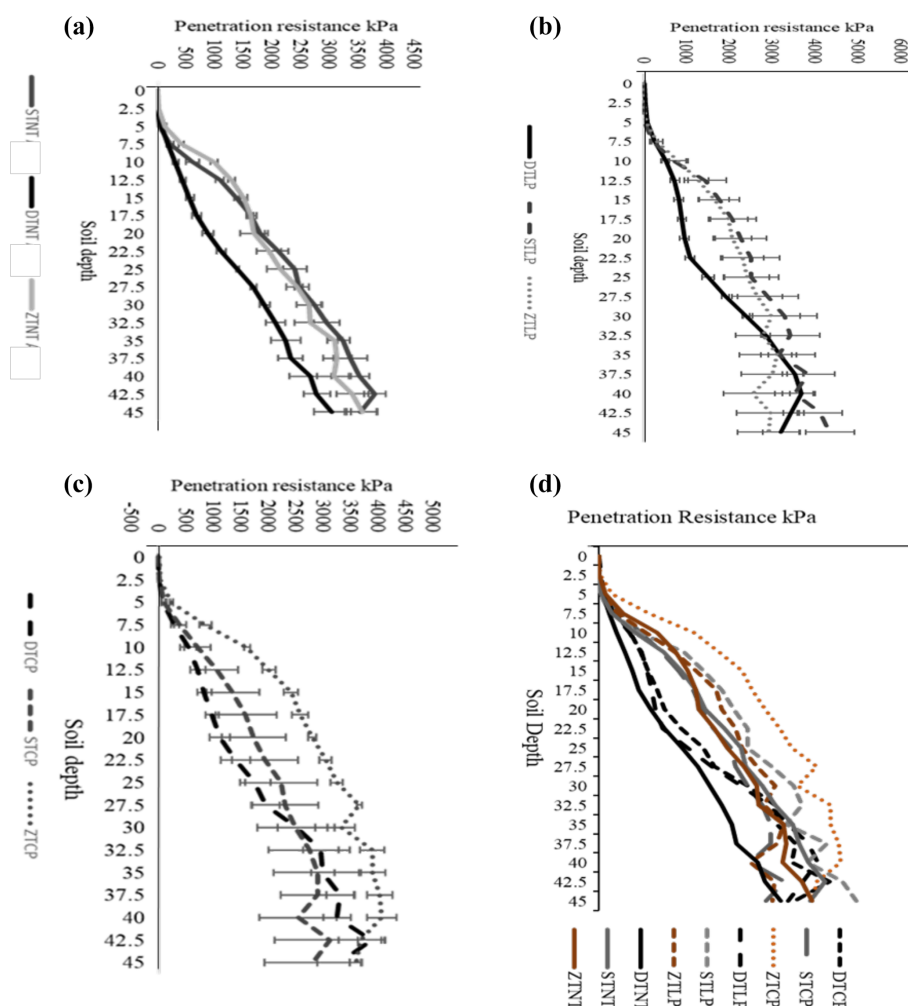 (a)
Penetration resistance kPa
0 500 1000 1500 2000 2500 3000 3500 4000 4500
0
2.5
5
7.5
10
12.5
15
17.5
20
22.5
25
27.5
30
32.5
35
37.5
40
42.5
45
Soil depth
STNT
DTNT
ZTNT
(b)
Penetration resistance kPa
0 1000 2000 3000 4000 5000 6000
0
2.5
5
7.5
10
12.5
15
17.5
20
22.5
25
27.5
30
32.5
35
37.5
40
42.5
45
Soil depth
DTLP
STLP
ZTLP
(c)
Penetration resistance kPa
-500 0 500 1000 1500 2000 2500 3000 3500 4000 4500 5000
0
2.5
5
7.5
10
12.5
15
17.5
20
22.5
25
27.5
30
32.5
35
37.5
40
42.5
45
Soil depth
DTCP
STCP
ZTCP
(d)
Penetration Resistance kPa
0
2.5
5
7.5
10
12.5
15
17.5
20
22.5
25
27.5
30
32.5
35
37.5
40
42.5
45
Soil Depth
ZTNT
STNT
DTNT
ZTLP
STLP
DTLP
ZTCP
STCP
DTCP